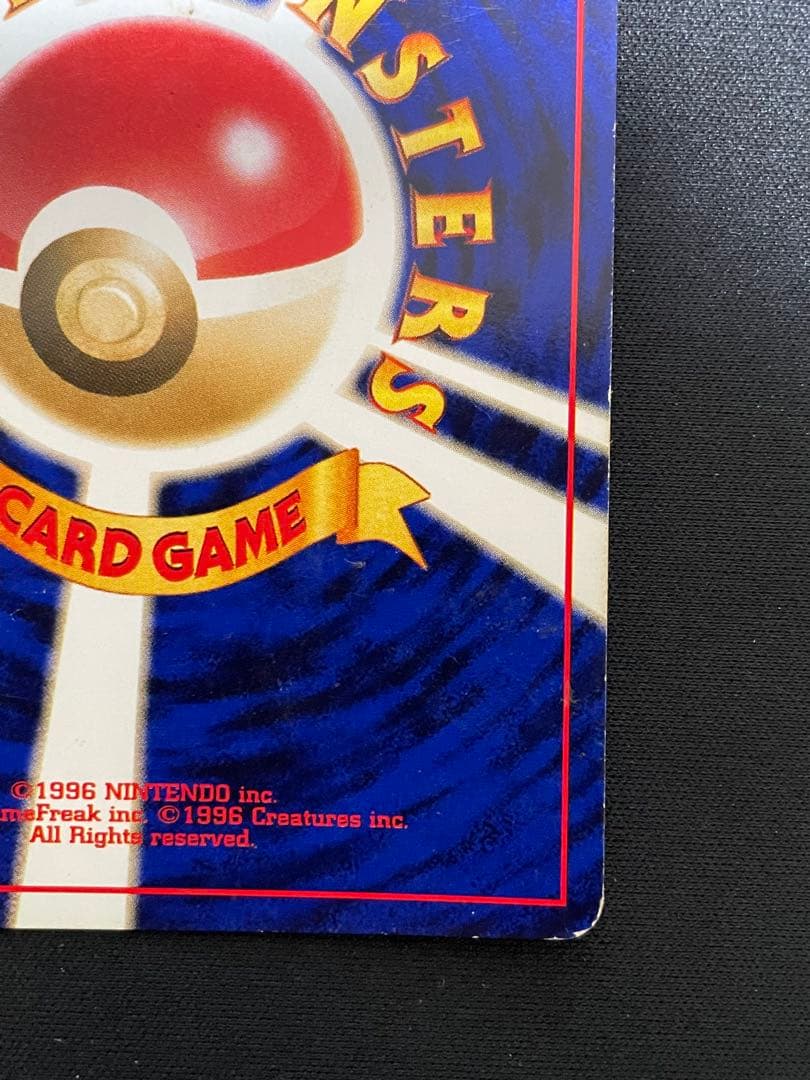 NSTERS
CARD GAME
©1996 NINTENDO inc.
meFreak inc. ©1996 Creatures inc.
All Rights reserved.